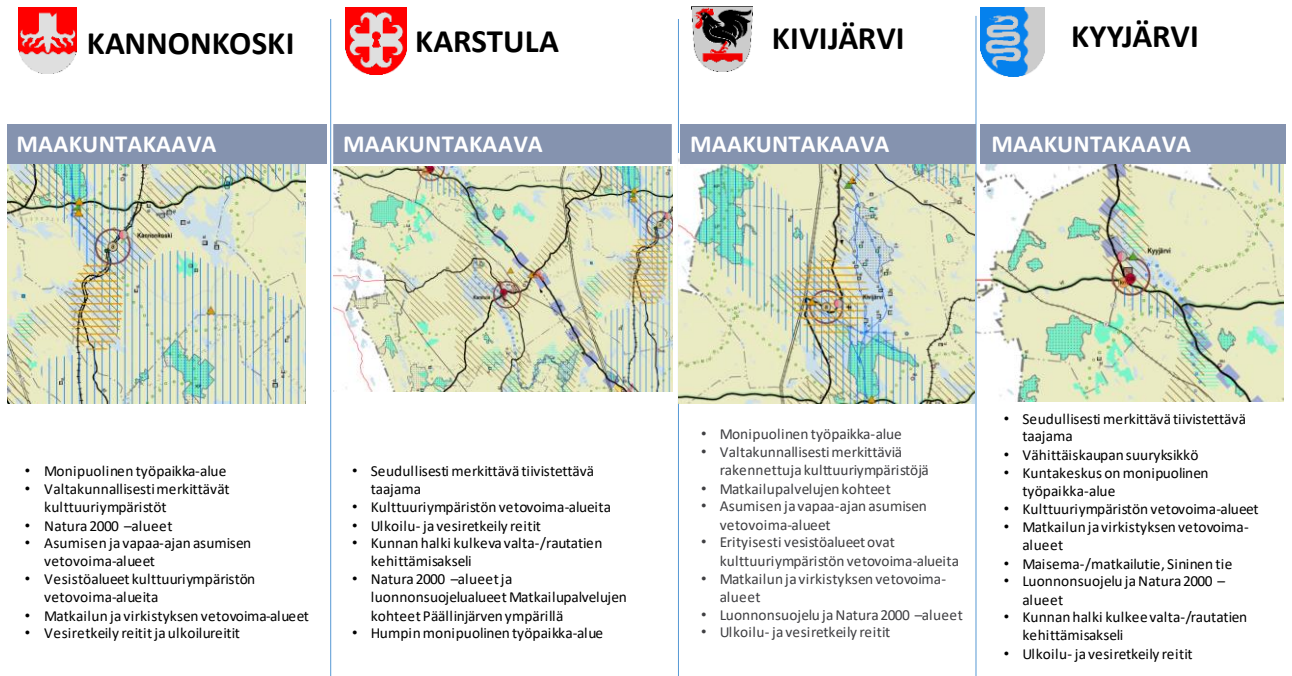 KANNONKOSKI
MAAKUNTAKAAVA
Kannonkoski
• Monipuolinen työpaikka-alue
• Valtakunnallisesti merkittävät
kulttuuriympäristöt
• Natura 2000 –alueet
• Asumisen ja vapaa-ajan asumisen
vetovoima-alueet
• Vesistöalueet kulttuuriympäristön
vetovoima-alueita
• Matkailun ja virkistyksen vetovoima-alueet
• Vesiretkeily reitit ja ulkoilureitit
KARSTULA
MAAKUNTAKAAVA
Karstula
• Seudullisesti merkittävä tiivistettävä
taajama
• Kulttuuriympäristön vetovoima-alueita
• Ulkoilu- ja vesiretkeily reitit
• Kunnan halki kulkeva valta-/rautatien
kehittämisakseli
• Natura 2000 –alueet ja
luonnonsuojelualueet Matkailupalvelujen
kohteet Päällinjärven ympärillä
• Humpin monipuolinen työpaikka-alue
KIVIJÄRVI
MAAKUNTAKAAVA
Kivijärvi
• Monipuolinen työpaikka-alue
• Valtakunnallisesti merkittäviä
rakennettuja kulttuuriympäristöjä
• Matkailupalvelujen kohteet
• Asumisen ja vapaa-ajan asumisen
vetovoima-alueet
• Erityisesti vesistöalueet ovat
kulttuuriympäristön vetovoima-alueita
• Matkailun ja virkistyksen vetovoima-
alueet
• Luonnonsuojelu ja Natura 2000 –alueet
• Ulkoilu- ja vesiretkeily reitit
KYYJÄRVI
MAAKUNTAKAAVA
Kyyjärvi
• Seudullisesti merkittävä tiivistettävä
taajama
• Vähittäiskaupan suuryksikkö
• Kuntakeskus on monipuolinen
työpaikka-alue
• Kulttuuriympäristön vetovoima-alueet
• Matkailun ja virkistyksen vetovoima-
alueet
• Maisema-/matkailutie, Sininen tie
• Luonnonsuojelu ja Natura 2000 –
alueet
• Kunnan halki kulkee valta-/rautatien
kehittämisakseli
• Ulkoilu- ja vesiretkeily reitit